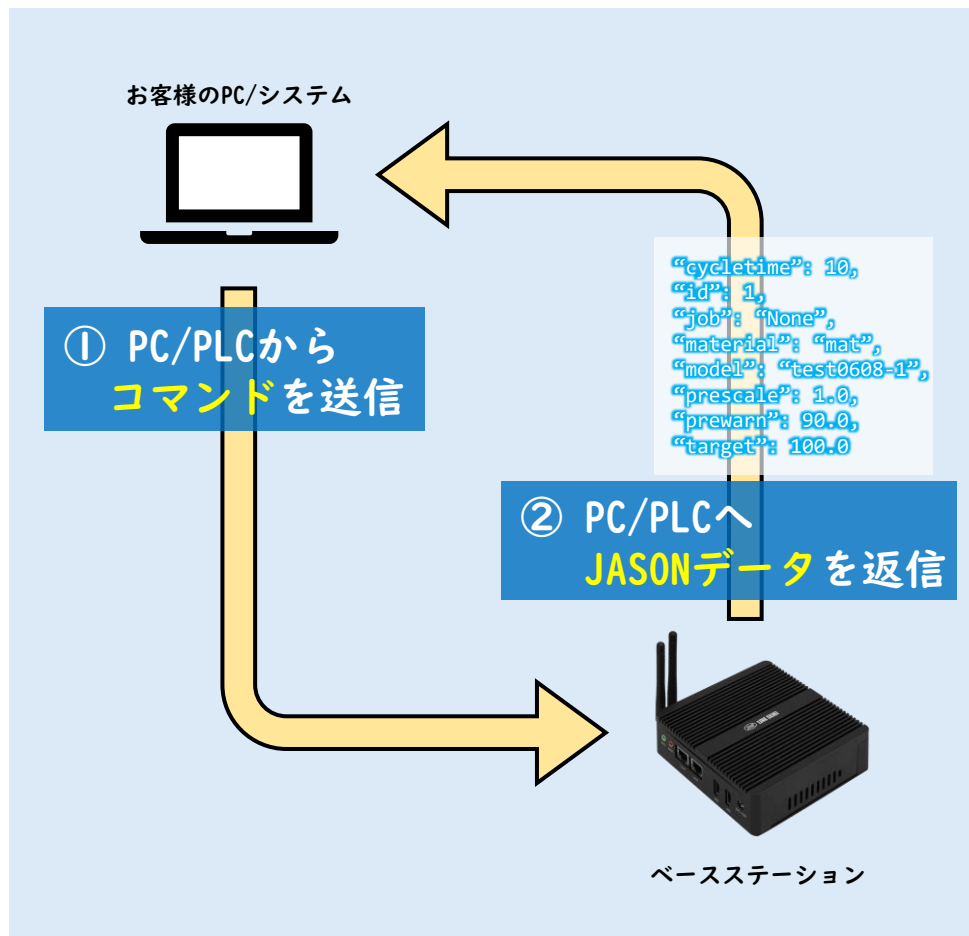 お客様のPC/システム
① PC/PLCから
コマンドを送信
“cycletime”: 10,
“id”: 1,
“job”: “None”,
“material”: “mat”,
“model”: “test0608-1”,
“prescale”: 1.0,
“prewarn”: 90.0,
“target”: 100.0
② PC/PLCへ
JASONデータを返信
ベースステーション